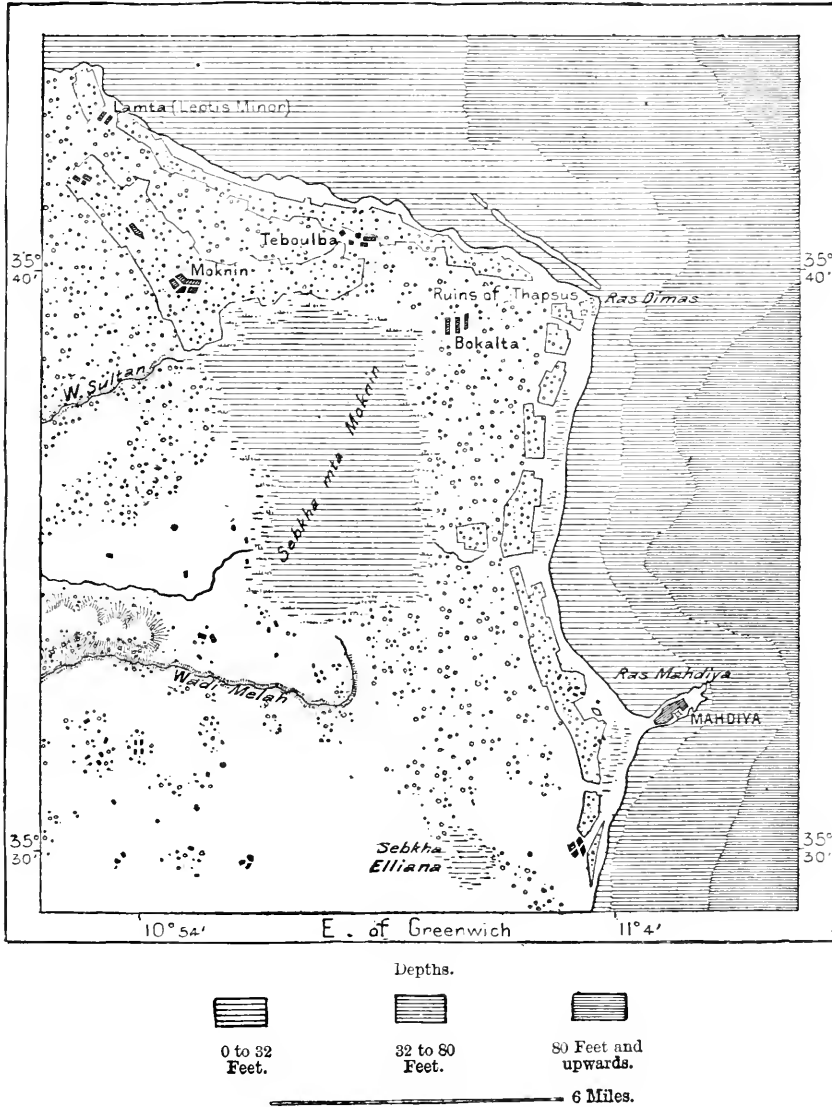 Lamta (Leptis Minor)
Teboulba
35°
40'
Moknin
Ruins of Thapsus
Ras Dimas
35°
40'
Bokalta
W. Sultan
Sebkha mta Moknin
Ras Mahdiya
MAHDIYA
Wadi Melah
35°
30'
Sebkha
Elliana
35°
30'
10°54'
E. of Greenwich
11°4'
Depths.
0 to 32
Feet.
32 to 80
Feet.
80 Feet and
upwards.
6 Miles.